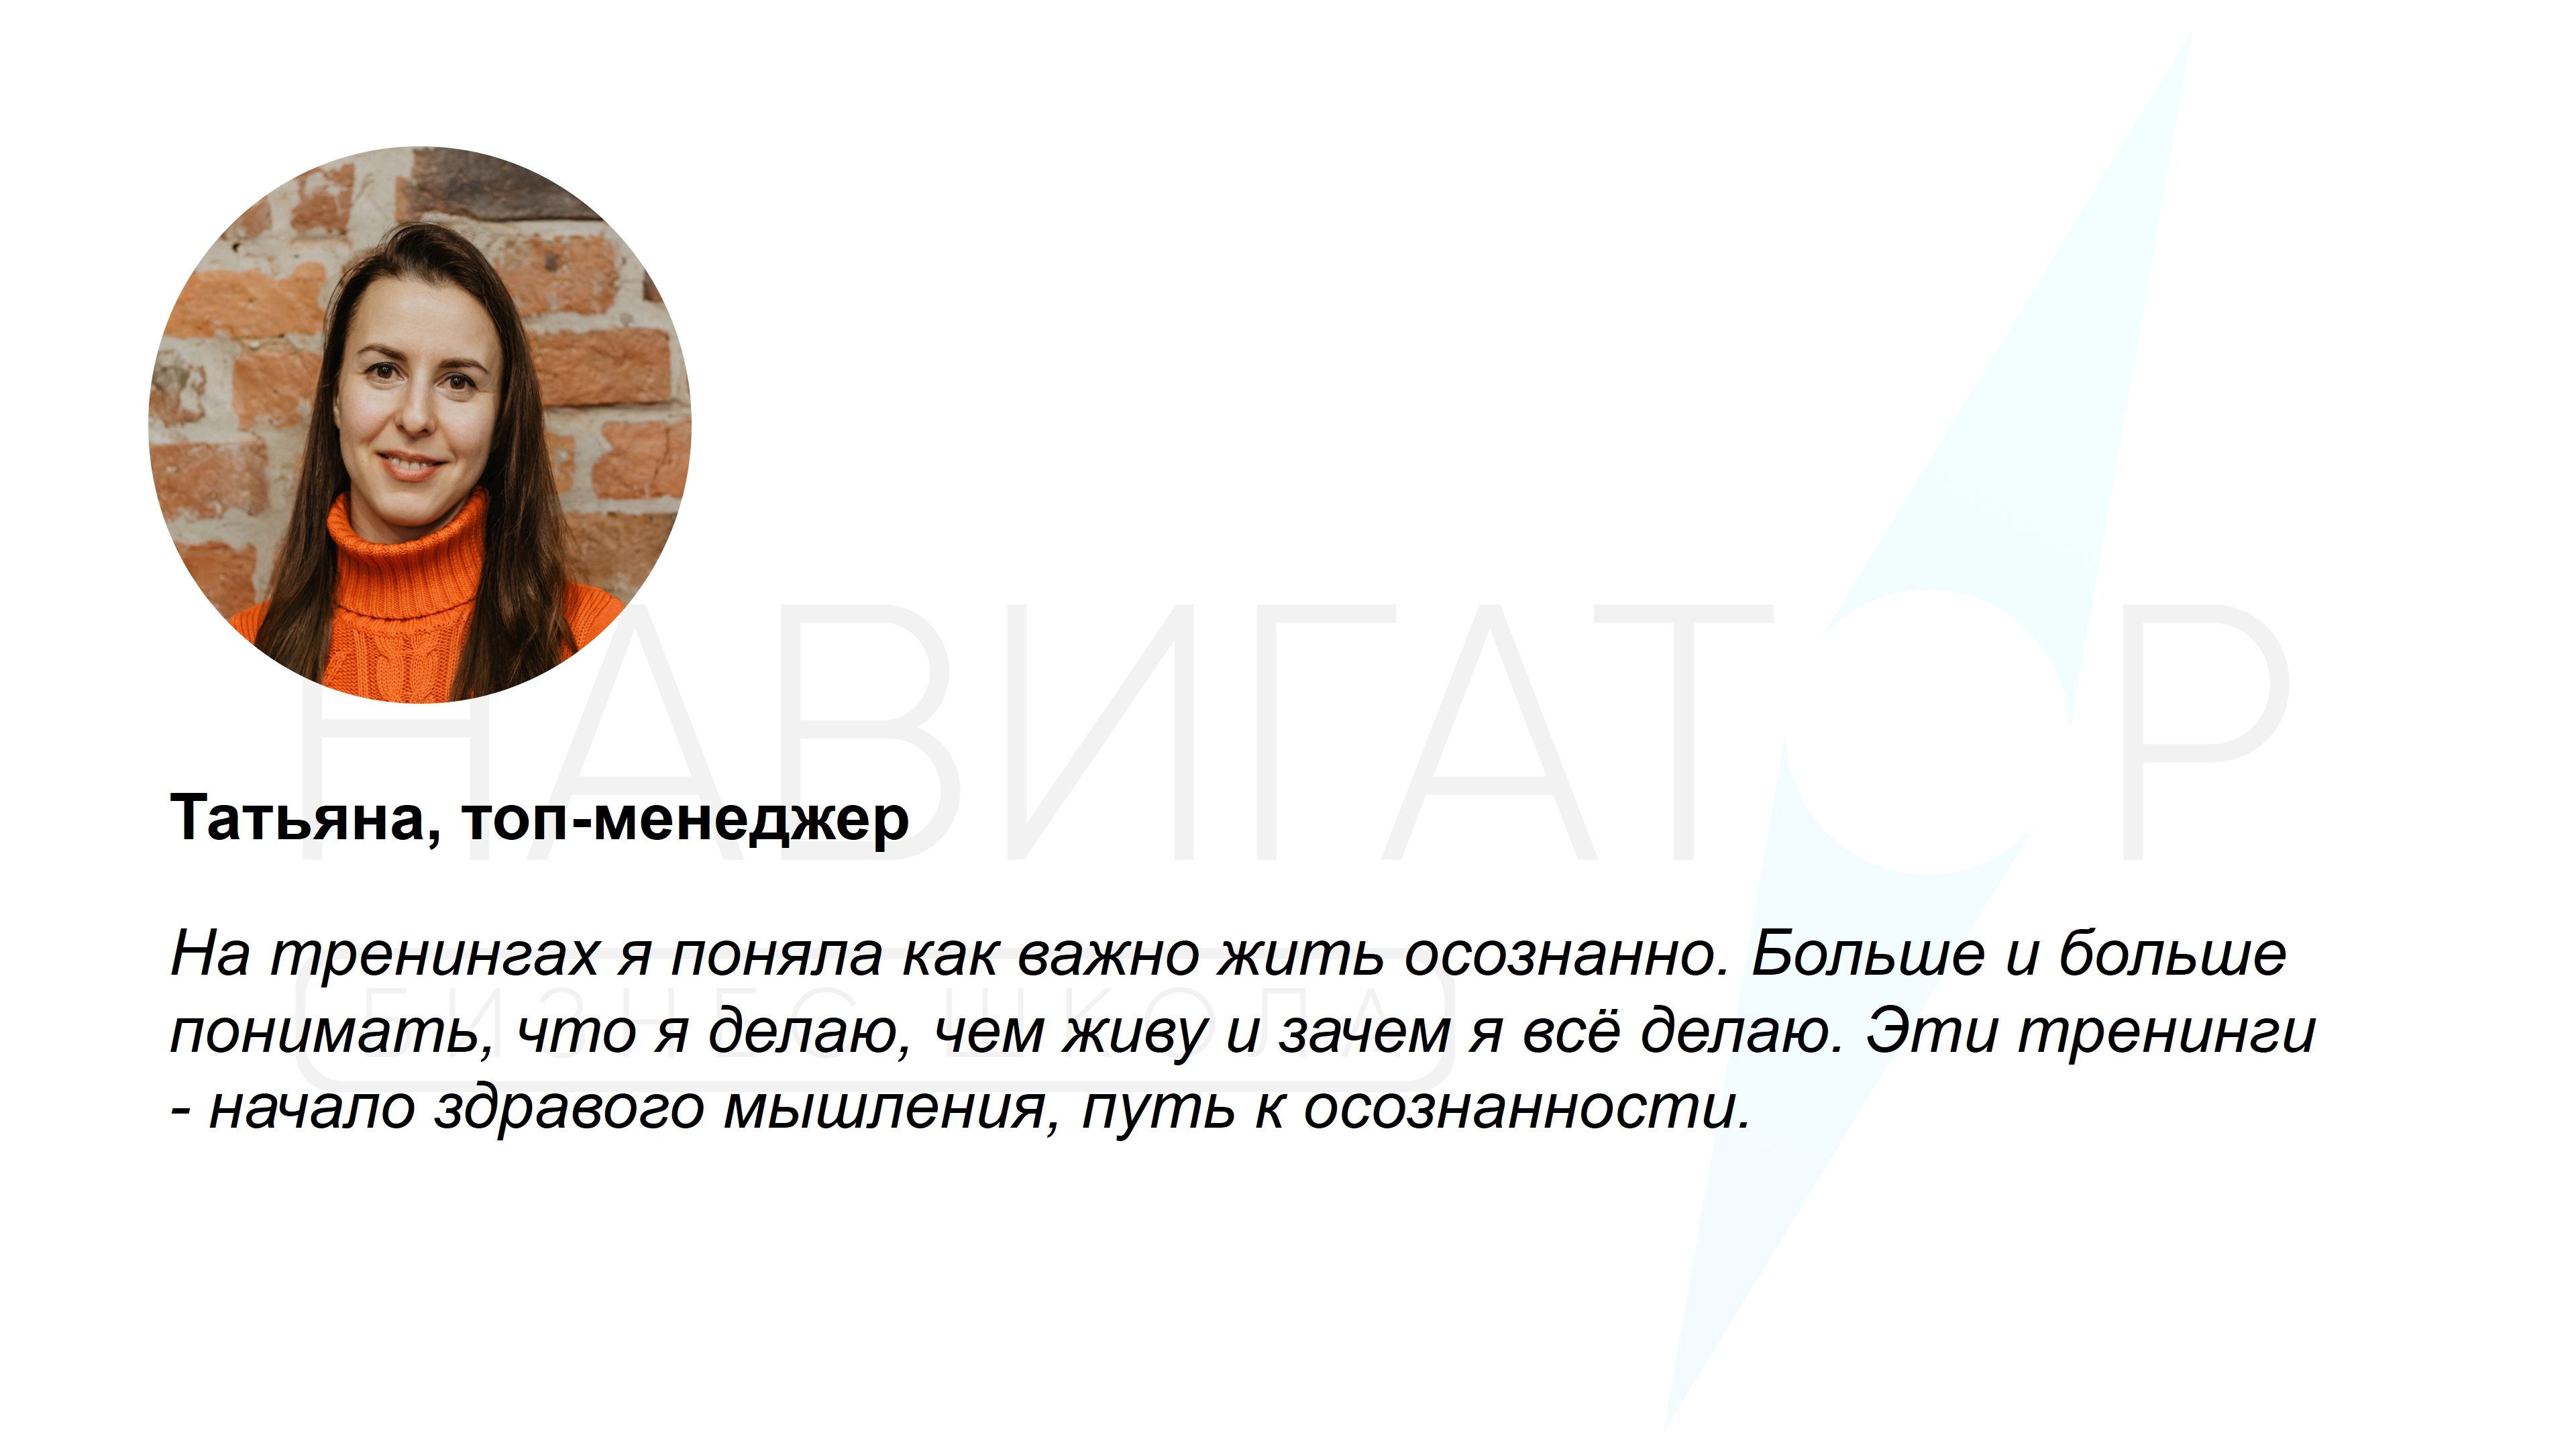 НАВИГАТОР
Татьяна, топ-менеджер
БИЗНЕС ШКОЛА
На тренингах я поняла как важно жить осознанно. Больше и больше
понимать, что я делаю, чем живу и зачем я всё делаю. Эти тренинги
- начало здравого мышления, путь к осознанности.